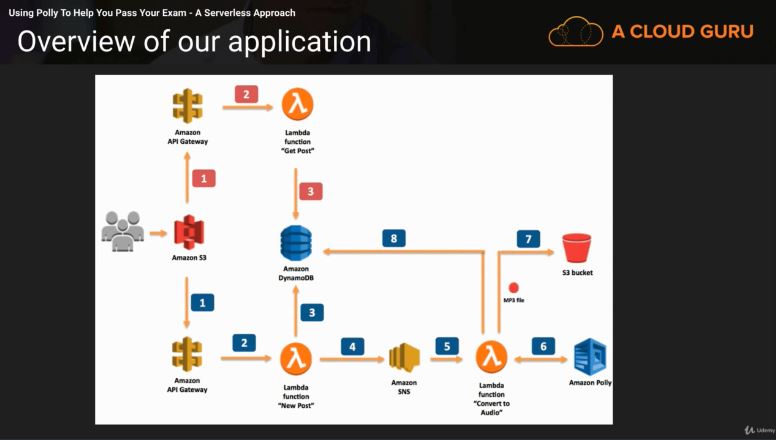 Using Polly To Help You Pass Your Exam - A Serverless Approach
Overview of our application
A CLOUD GURU
2
Amazon
API Gateway
Lambda
function
"Get Post"
1
3
Amazon S3
Amazon
DynamoDB
8
7
S3 bucket
MP3 file
1
3
2
4
5
6
Amazon
API Gateway
Lambda
function
"New Post"
Amazon
SNS
Lambda
function
"Convert to
Audio"
Amazon Polly
Udemy